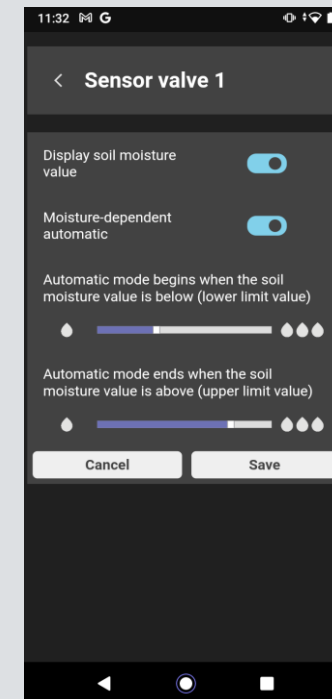 11:32 M G
Sensor valve 1
Display soil moisture
value
Moisture-dependent
automatic
Automatic mode begins when the soil
moisture value is below (lower limit value)
Automatic mode ends when the soil
moisture value is above (upper limit value)
Cancel Save